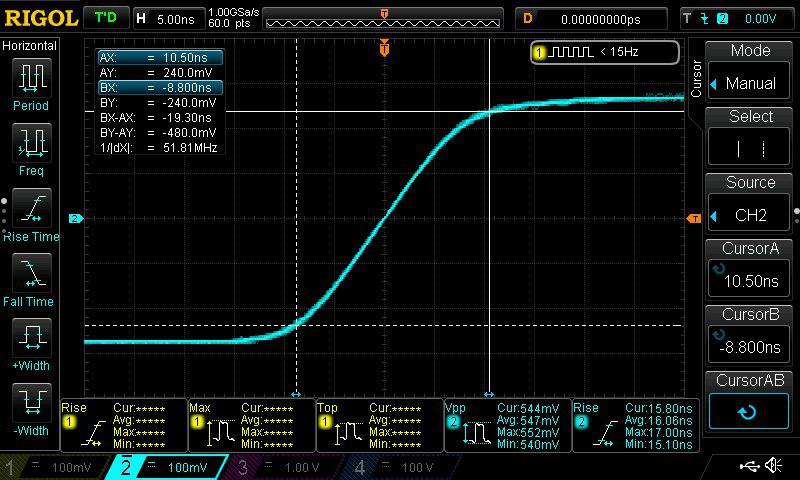 RIGOL T'D H 5.00ns 1.00GSa/s 60.0 pts D 0.00000000ps T 2 0.00V
Horizontal
Period
Freq
Rise Time
Fall Time
+Width
-Width
AX: = 10.50ns
AY: = 240.0mV
BX: = -8.800ns
BY: = -240.0mV
BX-AX: = -19.30ns
BY-AY: = -480.0mV
1/|dX|: = 51.81MHz
T
1 < 15Hz
2
T
Cursor
Mode
Manual
Select
Source
CH2
CursorA
10.50ns
CursorB
-8.800ns
CursorAB
Rise 1 Cur:***** Avg:***** Max:***** Min:*****
Max 1 Cur:***** Avg:***** Max:***** Min:*****
Top 1 Cur:***** Avg:***** Max:***** Min:*****
Vpp 2 Cur:544mV Avg:547mV Max:552mV Min:540mV
Rise 2 Cur:15.80ns Avg:16.06ns Max:17.00ns Min:15.10ns
1 = 100mV 2 = 100mV 3 = 1.00 V 4 = 100 V